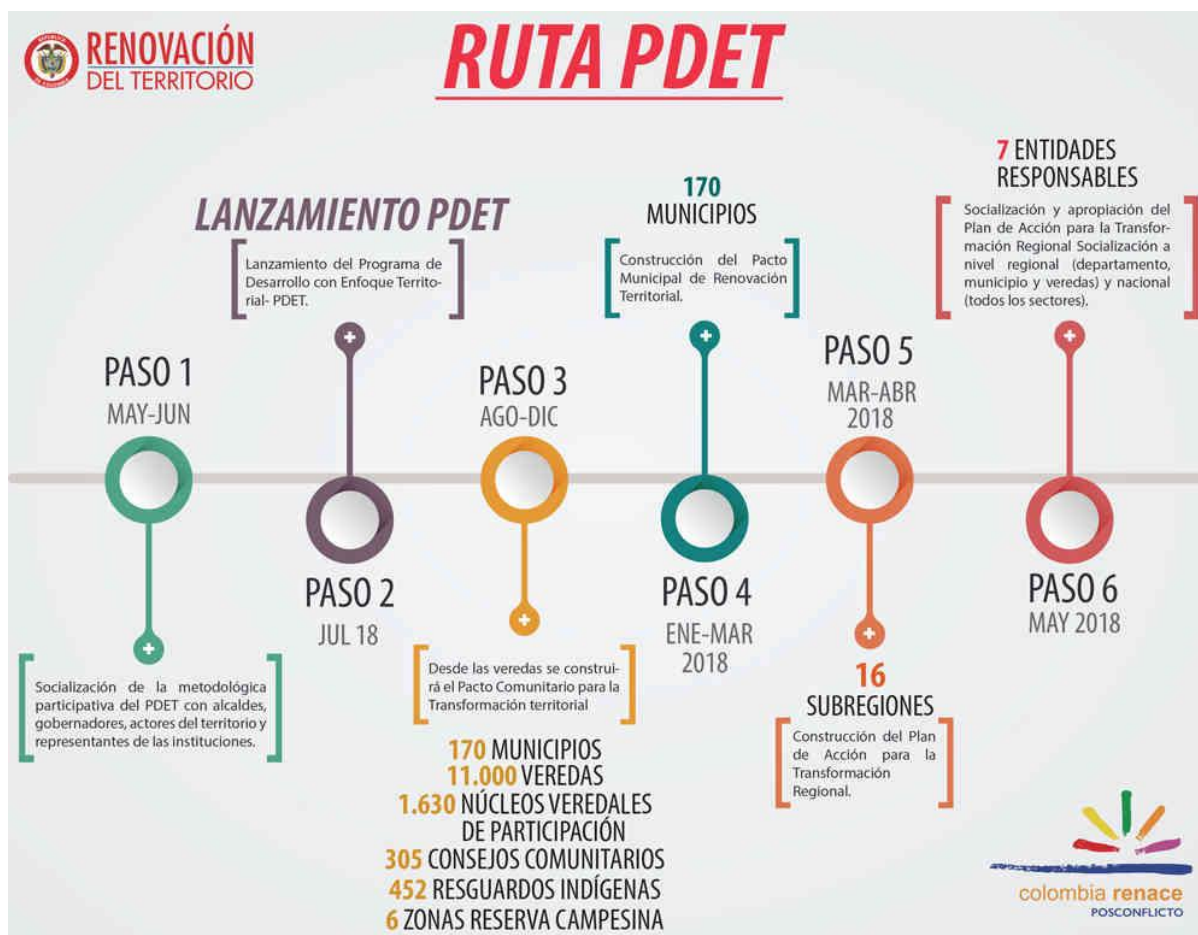 RENOVACIÓN
DEL TERRITORIO
RUTA PDET
PASO 1
MAY-JUN
Socialización de la metodológica
participativa del PDET con alcaldes,
gobernadores, actores del territorio y
representantes de las instituciones.
LANZAMIENTO PDET
Lanzamiento del Programa de
Desarrollo con Enfoque Territo-
rial- PDET.
PASO 2
JUL 18
PASO 3
AGO-DIC
Desde las veredas se construi-
rá el Pacto Comunitario para la
Transformación territorial
170 MUNICIPIOS
11.000 VEREDAS
1.630 NÚCLEOS VEREDALES
DE PARTICIPACIÓN
305 CONSEJOS COMUNITARIOS
452 RESGUARDOS INDÍGENAS
6 ZONAS RESERVA CAMPESINA
170
MUNICIPIOS
Construcción del Pacto
Municipal de Renovación
Territorial.
PASO 4
ENE-MAR
2018
PASO 5
MAR-ABR
2018
16
SUBREGIONES
Construcción del Plan
de Acción para la
Transformación
Regional.
7 ENTIDADES
RESPONSABLES
Socialización y apropiación del
Plan de Acción para la Transfor-
mación Regional Socialización a
nivel regional (departamento,
municipio y veredas) y nacional
(todos los sectores).
PASO 6
MAY 2018
colombia renace
POSCONFLICTO